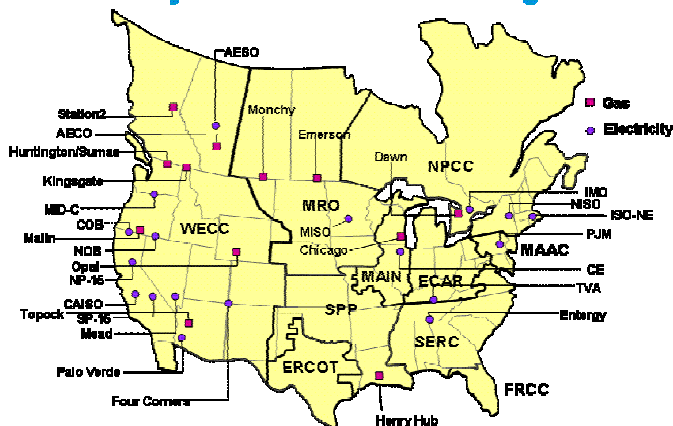 AESO
Station2
Monchy
Gas
AECO
Emerson
Electricity
Huntington/Sumas
Dawn
NPCC
Kingsgate
IMO
NISO
MID-C
MRO
ISO-NE
COB
WECC
MISO
PJM
Malin
NOB
Chicago
MAAC
Opal
MAIN
ECAR
CE
NP-15
TVA
CAISO
SPP
Topock
SP-15
Entergy
Mead
SERC
Palo Verde
ERCOT
FRCC
Four Corners
Henry Hub